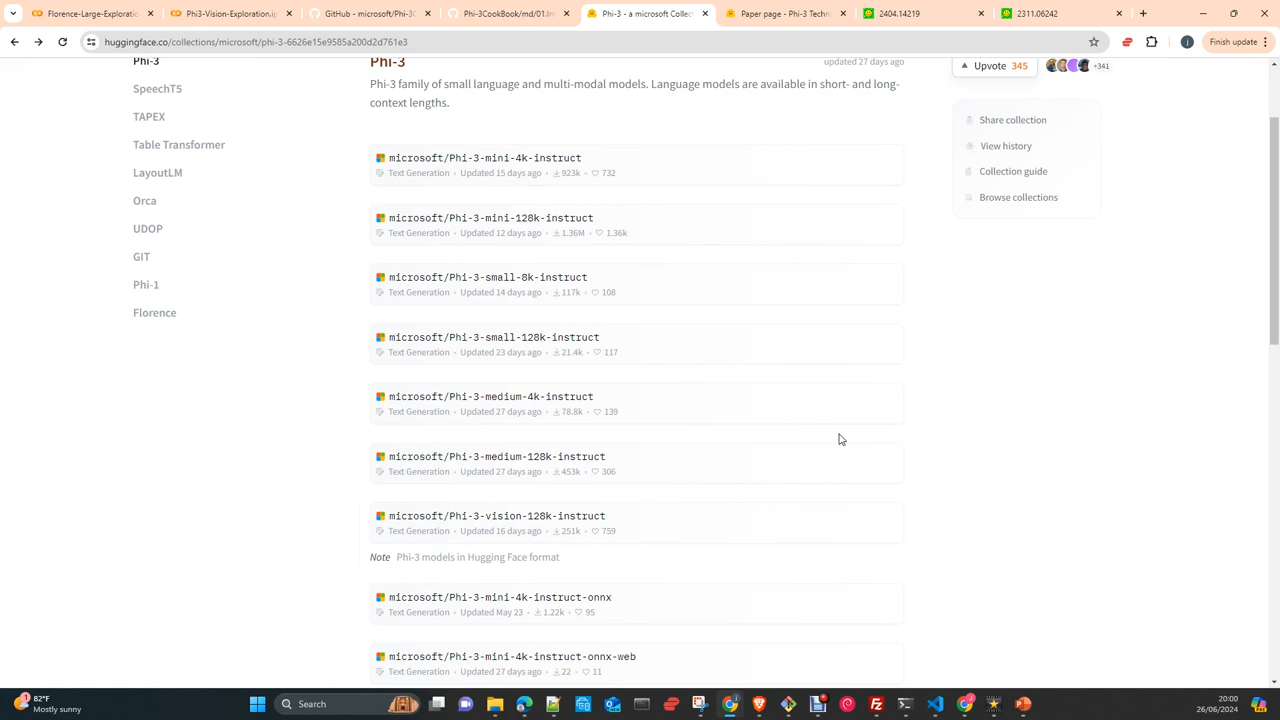 Florence-Large-Exploratio
Phi3-Vision-Exploration.ip
GitHub - microsoft/Phi-3C
Phi3CookBook/md/01.In
Phi-3 - a microsoft Collec
Paper page - Phi-3 Techn
2404.14219
2311.06242
huggingface.co/collections/microsoft/phi-3-6626e15e9585a200d2d761e3
Finish update
Phi-3
SpeechT5
TAPEX
Table Transformer
LayoutLM
Orca
UDOP
GIT
Phi-1
Florence
Phi-3
updated 27 days ago
Phi-3 family of small language and multi-modal models. Language models are available in short- and long-
context lengths.
microsoft/Phi-3-mini-4k-instruct
Text Generation • Updated 15 days ago • 923k • 732
microsoft/Phi-3-mini-128k-instruct
Text Generation • Updated 12 days ago • 1.36M • 1.36k
microsoft/Phi-3-small-8k-instruct
Text Generation • Updated 14 days ago • 117k • 108
microsoft/Phi-3-small-128k-instruct
Text Generation • Updated 23 days ago • 21.4k • 117
microsoft/Phi-3-medium-4k-instruct
Text Generation • Updated 27 days ago • 78.8k • 139
microsoft/Phi-3-medium-128k-instruct
Text Generation • Updated 27 days ago • 453k • 306
microsoft/Phi-3-vision-128k-instruct
Text Generation • Updated 16 days ago • 251k • 759
Note Phi-3 models in Hugging Face format
microsoft/Phi-3-mini-4k-instruct-onnx
Text Generation • Updated May 23 • 1.22k • 95
microsoft/Phi-3-mini-4k-instruct-onnx-web
Text Generation • Updated 27 days ago • 22 • 11
Upvote 345
+341
Share collection
View history
Collection guide
Browse collections
82°F
Mostly sunny
Search
20:00
26/06/2024